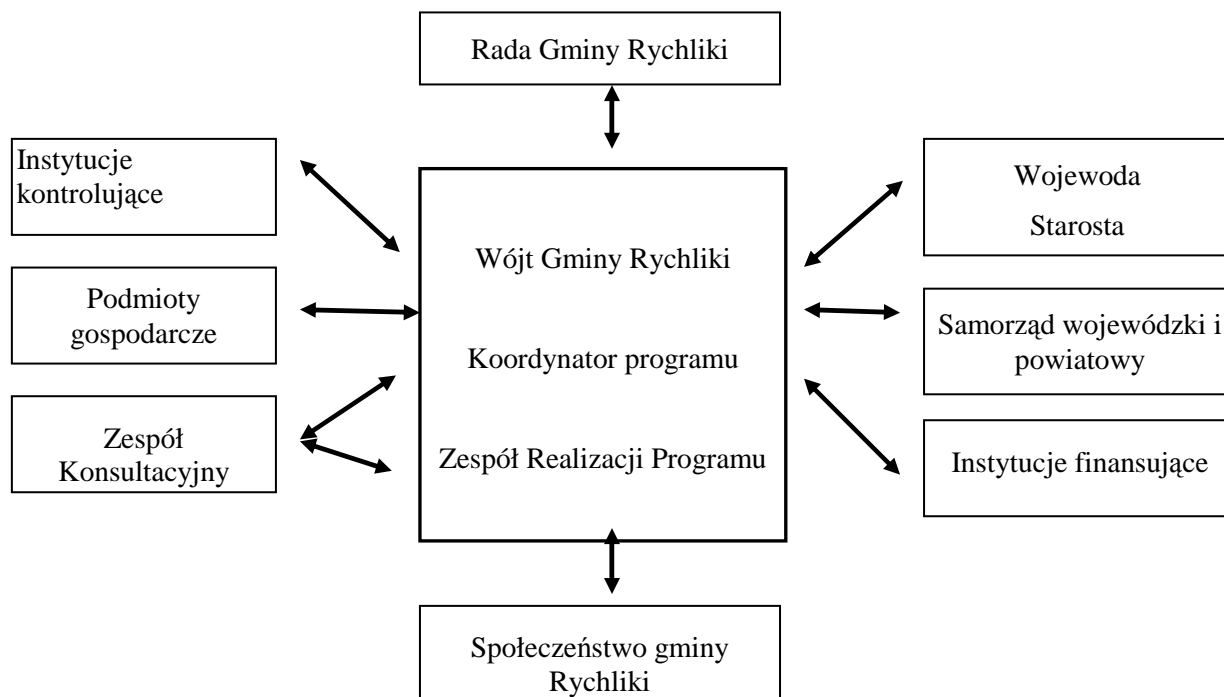 Rada Gminy Rychliki
Instytucje
kontrolujące
Podmioty
gospodarcze
Zespół
Konsultacyjny
Wójt Gminy Rychliki
Koordynator programu
Zespół Realizacji Programu
Wojewoda
Starosta
Samorząd wojewódzki i
powiatowy
Instytucje finansujące
Społeczeństwo gminy
Rychliki